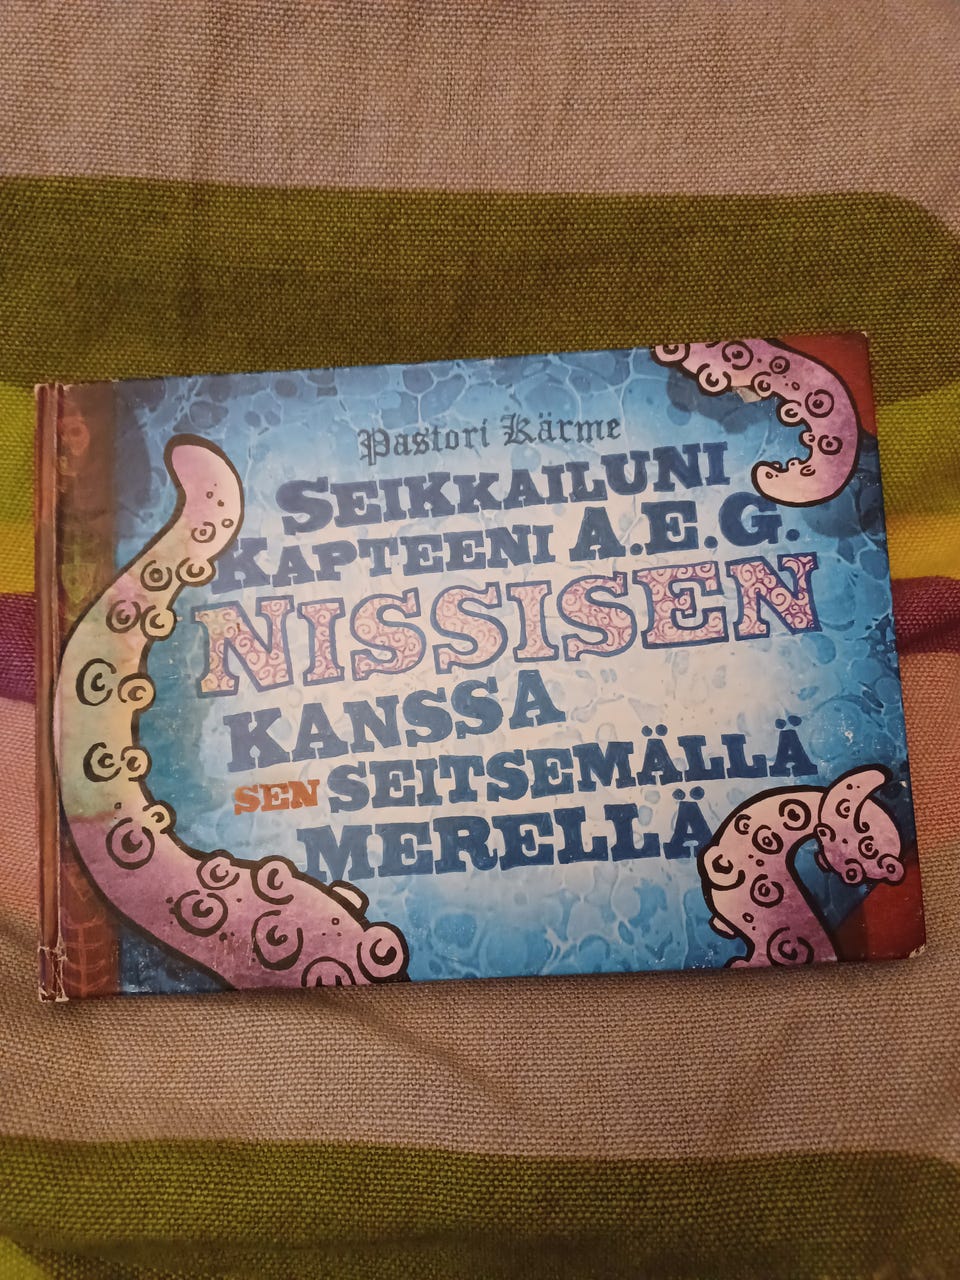 Pastori Kärme
SEIKKAILUNI
KAPTEENI A.E.G.
NISSISEN
KANSSA
SEN SEITSEMÄLLÄ
MERELLÄ